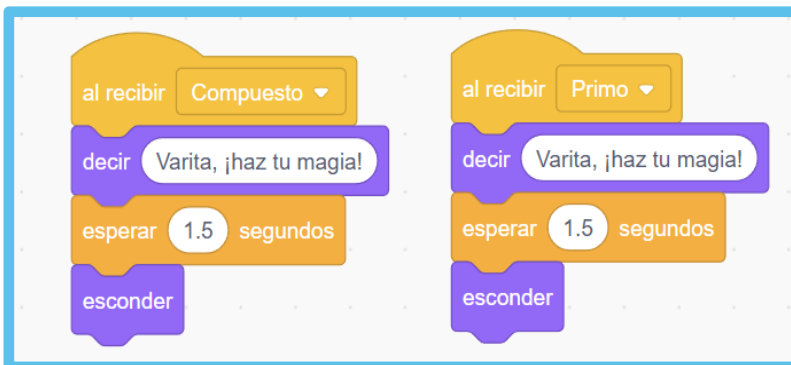 al recibir Compuesto
decir Varita, ¡haz tu magia!
esperar 1.5 segundos
esconder
al recibir Primo
decir Varita, ¡haz tu magia!
esperar 1.5 segundos
esconder